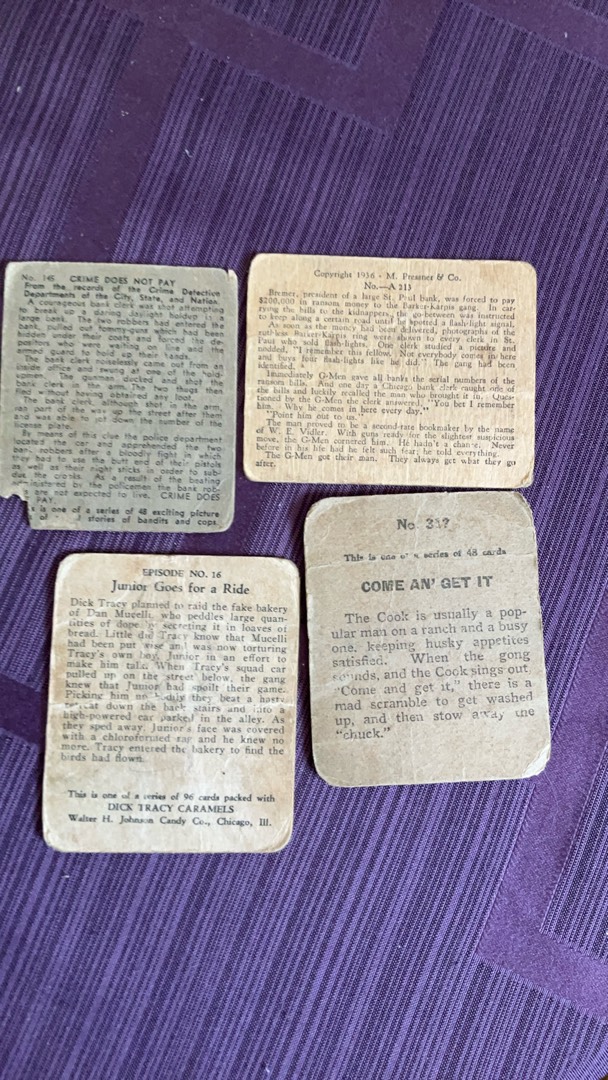 No. 145 CRIME DOES NOT PAY
From the records of the Crime Detection
Departments of the City, State, and Nation.
A courageous bank clerk was shot attempting
to break up a daring daylight holdup in a
large bank. The two robbers had entered the
bank, pulled out tommy guns which had been
hidden under their coats and forced the de-
positors who were waiting on line and the
armed guard to hold up their hands.
The bank clerk noiselessly came out from an
inside office and swung at one of the hold-
upmen. The gunman ducked and shot the
bank clerk in the arm. The two thugs then
fled without having obtained any loot.
The bank clerk, although shot in the arm,
ran part of the way up the street after them
and was able to jot down the number of the
license plate.
By means of this clue the police department
located the car and apprehended the two
robbers after a bloody fight in which
they had to use the butt end of their pistols
as well as their night sticks in order to sub-
due the crooks. As a result of the beating
administered by the policemen the bank rob-
are not expected to live. CRIME DOES
PAY.
is one of a series of 48 exciting picture
stories of bandits and cops.
Copyright 1936 - M. Pressner & Co.
No.—A 213
Bremer, president of a large St. Paul bank, was forced to pay
$200,000 in ransom money to the Barker-Karpis gang. In car-
rying the bills to the kidnappers, the go-between was instructed
to keep along a certain road until he spotted a flash-light signal.
As soon as the money had been delivered, photographs of the
ruthless Barker-Karpis ring were shown to every clerk in St.
Paul who sold flash-lights. One clerk studied a picture and
nodded, "I remember this fellow. Not everybody comes in here
and buys four flash-lights like he did." The gang had been
identified.
Immediately G-Men gave all banks the serial numbers of the
ransom bills. And one day a Chicago bank clerk caught one of
the bills and luckily recalled the man who brought it in. Ques-
tioned by the G-Men the clerk answered, "You bet I remember
him. Why he comes in here every day."
"Point him out to us."
The man proved to be a second-rate bookmaker by the name
of W. E. Vidler. With guns ready for the slightest suspicious
move, the G-Men cornered him. He hadn't a chance. Never
before in his life had he felt such fear; he told everything.
The G-Men got their man. They always get what they go
after.
EPISODE NO. 16
Junior Goes for a Ride
Dick Tracy planned to raid the fake bakery
of Dan Mucelli, who peddles large quan-
tities of dope by secreting it in loaves of
bread. Little did Tracy know that Mucelli
had been put wise and was now torturing
Tracy's own boy, Junior in an effort to
make him talk. When Tracy's squad car
pulled up on the street below, the gang
knew that Junior had spoilt their game.
Picking him up bodily they beat a hasty
retreat down the back stairs and into a
high-powered car parked in the alley. As
they sped away, Junior's face was covered
with a chloroformed rag and he knew no
more. Tracy entered the bakery to find the
birds had flown.
This is one of a series of 96 cards packed with
DICK TRACY CARAMELS
Walter H. Johnson Candy Co., Chicago, Ill.
No.
This is one of a series of 48 cards
COME AN' GET IT
The Cook is usually a pop-
ular man on a ranch and a busy
one, keeping husky appetites
satisfied. When the gong
sounds, and the Cook sings out
"Come and get it," there is a
mad scramble to get washed
up, and then stow away the
"chuck."